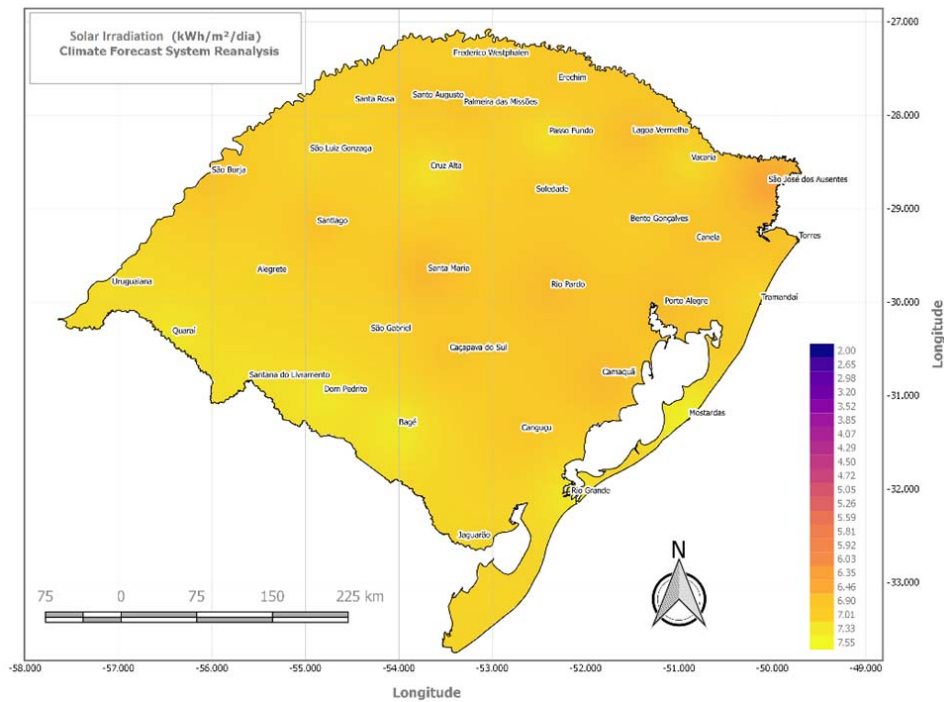 Solar Irradiation (kWh/m²/dia)
Climate Forecast System Reanalysis
-27.000
Frederico Westphalen
Erechim
Santo Augusto
Santa Rosa
Palmeira das Missões
-28.000
Passo Fundo
Lagoa Vermelha
São Luiz Gonzaga
Vacaria
Cruz Alta
São Borja
São José dos Ausentes
Soledade
-29.000
Santiago
Bento Gonçalves
Canela
Torres
Alegrete
Santa Maria
Uruguaiana
Rio Pardo
Tramandaí
Porto Alegre
-30.000
Quaraí
São Gabriel
Caçapava do Sul
Longitude
Santana do Livramento
Camaquã
Dom Pedrito
-31.000
Mostardas
Bagé
Canguçu
Rio Grande
-32.000
Jaguarão
-33.000
2.00
2.65
2.98
3.20
3.52
3.85
4.07
4.29
4.50
4.72
5.05
5.26
5.59
5.81
5.92
6.03
6.35
6.46
6.90
7.01
7.33
7.55
N
75 0 75 150 225 km
-58.000 -57.000 -56.000 -55.000 -54.000 -53.000 -52.000 -51.000 -50.000 -49.000
Longitude